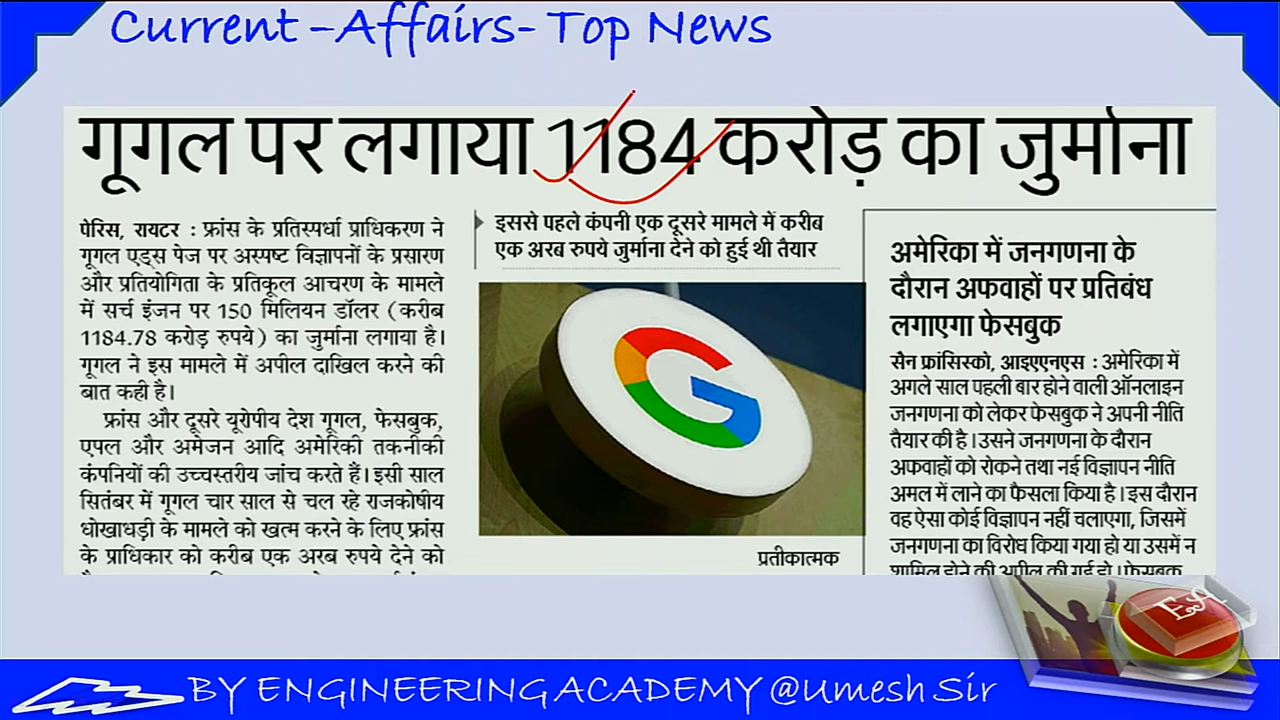 Current -Affairs- Top News
गूगल पर लगाया 1184 करोड़ का जुर्माना
पेरिस, रायटर : फ्रांस के प्रतिस्पर्धा प्राधिकरण ने
गूगल एड्स पेज पर अस्पष्ट विज्ञापनों के प्रसारण
और प्रतियोगिता के प्रतिकूल आचरण के मामले
में सर्च इंजन पर 150 मिलियन डॉलर (करीब
1184.78 करोड़ रुपये) का जुर्माना लगाया है।
गूगल ने इस मामले में अपील दाखिल करने की
बात कही है।
फ्रांस और दूसरे यूरोपीय देश गूगल, फेसबुक,
एपल और अमेजन आदि अमेरिकी तकनीकी
कंपनियों की उच्चस्तरीय जांच करते हैं। इसी साल
सितंबर में गूगल चार साल से चल रहे राजकोषीय
धोखाधड़ी के मामले को खत्म करने के लिए फ्रांस
के प्राधिकार को करीब एक अरब रुपये देने को
इससे पहले कंपनी एक दूसरे मामले में करीब
एक अरब रुपये जुर्माना देने को हुई थी तैयार
प्रतीकात्मक
अमेरिका में जनगणना के
दौरान अफवाहों पर प्रतिबंध
लगाएगा फेसबुक
सैन फ्रांसिस्को, आइएएनएस : अमेरिका में
अगले साल पहली बार होने वाली ऑनलाइन
जनगणना को लेकर फेसबुक ने अपनी नीति
तैयार की है। उसने जनगणना के दौरान
अफवाहों को रोकने तथा नई विज्ञापन नीति
अमल में लाने का फैसला किया है। इस दौरान
वह ऐसा कोई विज्ञापन नहीं चलाएगा, जिसमें
जनगणना का विरोध किया गया हो या उसमें न
शामिल होने की अपील की गई हो। फेसबुक
EA
BY ENGINEERING ACADEMY @Umesh Sir